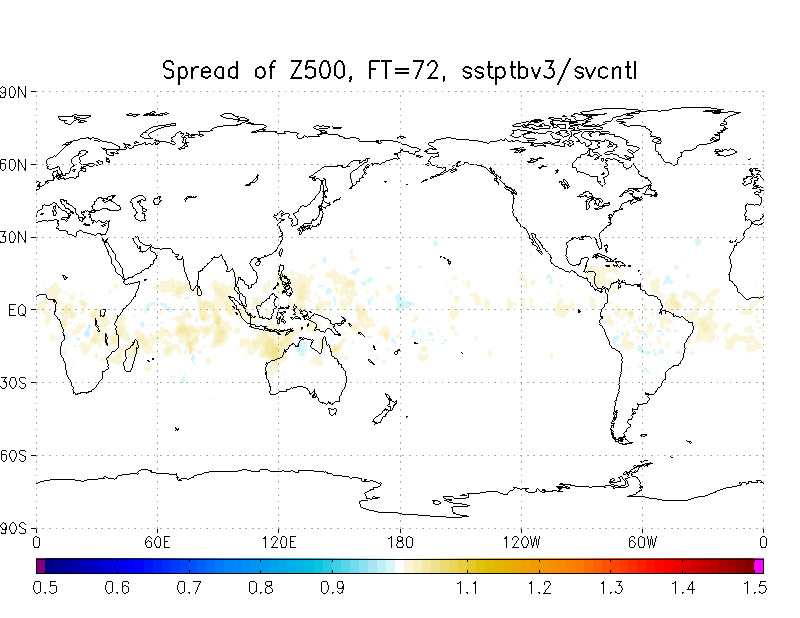 Spread of Z500, FT=72, sstptbv3/svcntl
90N
60N
30N
EQ
30S
60S
90S
0 60E 120E 180 120W 60W 0
0.5 0.6 0.7 0.8 0.9 1.1 1.2 1.3 1.4 1.5